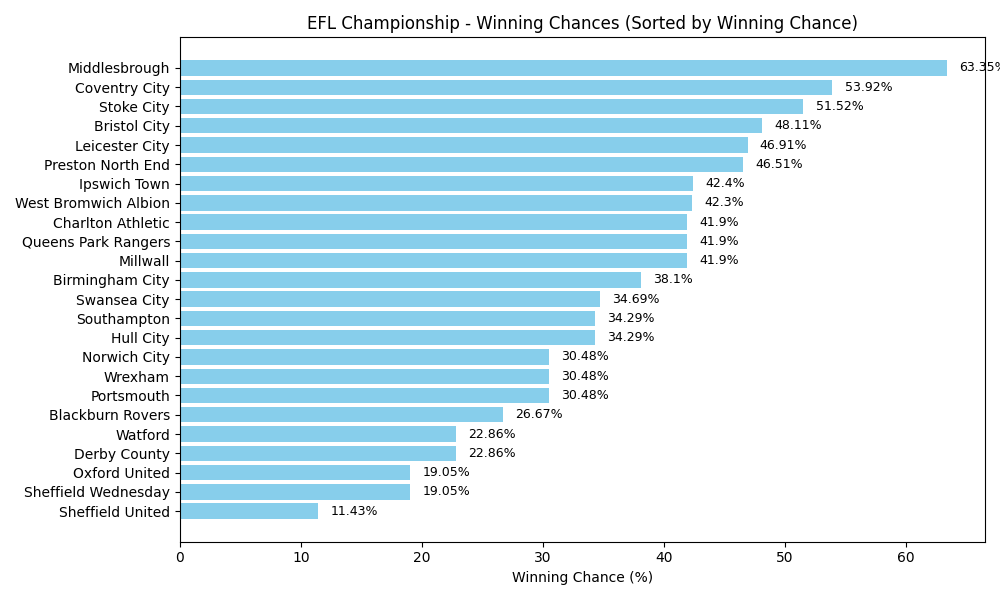 EFL Championship - Winning Chances (Sorted by Winning Chance)
Middlesbrough 63.35%
Coventry City 53.92%
Stoke City 51.52%
Bristol City 48.11%
Leicester City 46.91%
Preston North End 46.51%
Ipswich Town 42.4%
West Bromwich Albion 42.3%
Charlton Athletic 41.9%
Queens Park Rangers 41.9%
Millwall 41.9%
Birmingham City 38.1%
Swansea City 34.69%
Southampton 34.29%
Hull City 34.29%
Norwich City 30.48%
Wrexham 30.48%
Portsmouth 30.48%
Blackburn Rovers 26.67%
Watford 22.86%
Derby County 22.86%
Oxford United 19.05%
Sheffield Wednesday 19.05%
Sheffield United 11.43%
0 10 20 30 40 50 60
Winning Chance (%)